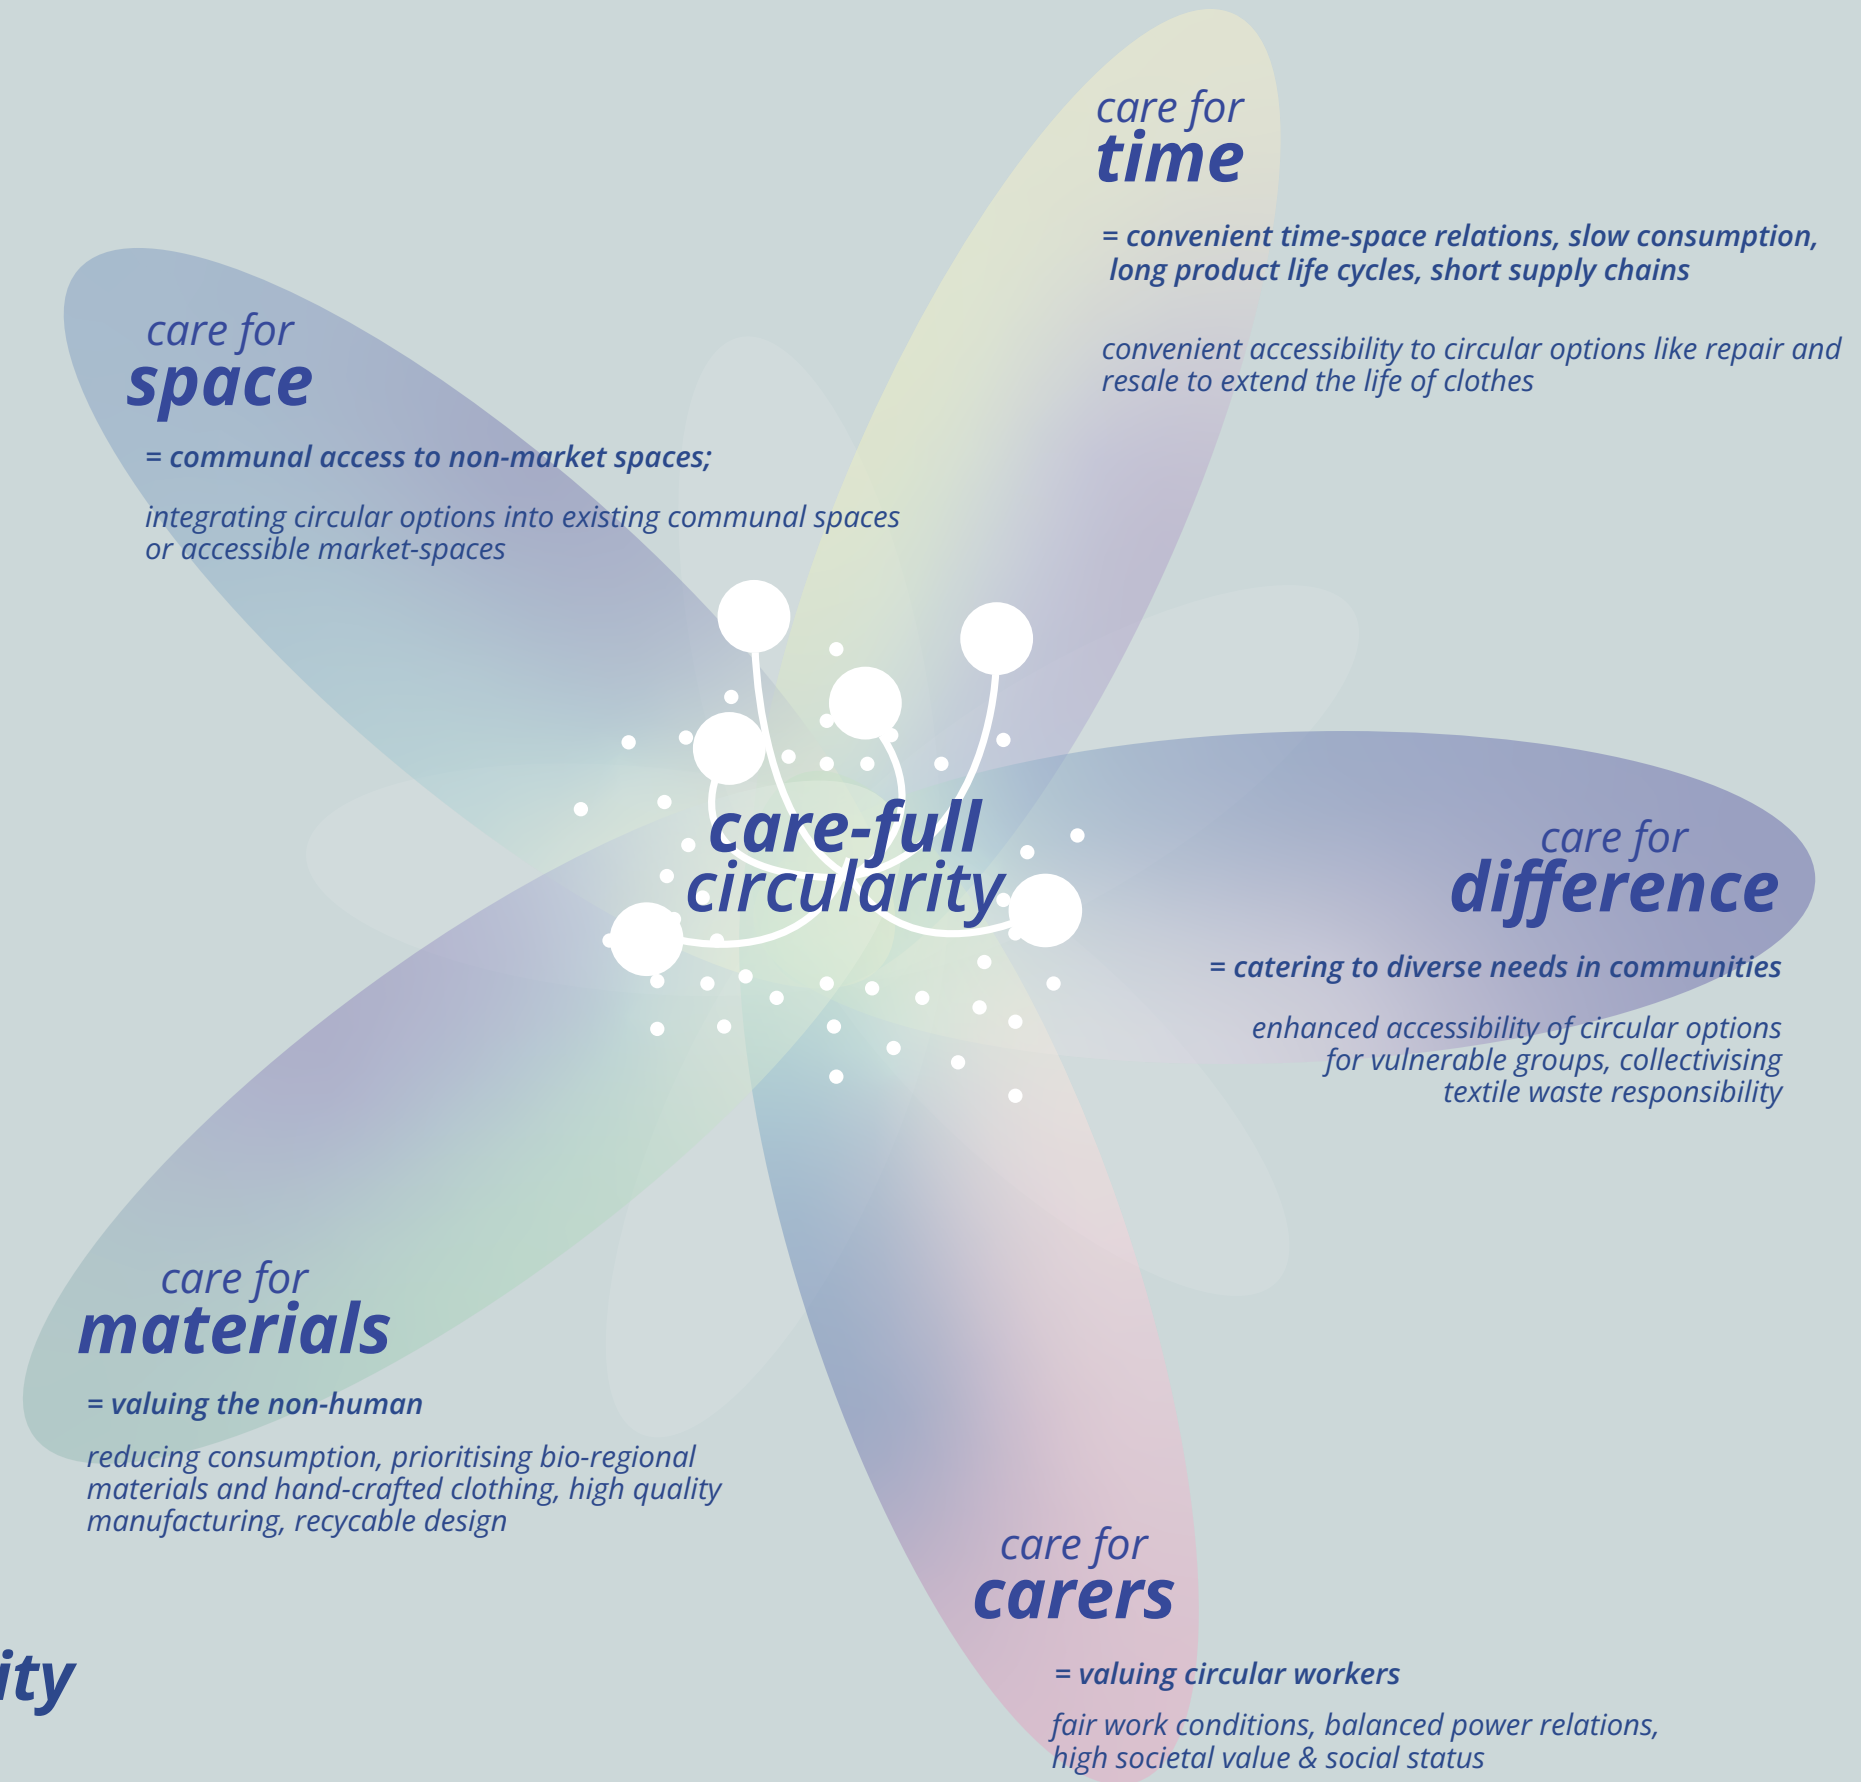 care for
time
= convenient time-space relations, slow consumption,
long product life cycles, short supply chains
convenient accessibility to circular options like repair and
resale to extend the life of clothes
care for
space
= communal access to non-market spaces;
integrating circular options into existing communal spaces
or accessible market-spaces
care-full
circularity
care for
difference
= catering to diverse needs in communities
enhanced accessibility of circular options
for vulnerable groups, collectivising
textile waste responsibility
care for
materials
= valuing the non-human
reducing consumption, prioritising bio-regional
materials and hand-crafted clothing, high quality
manufacturing, recycable design
care for
carers
= valuing circular workers
fair work conditions, balanced power relations,
high societal value & social status
ity